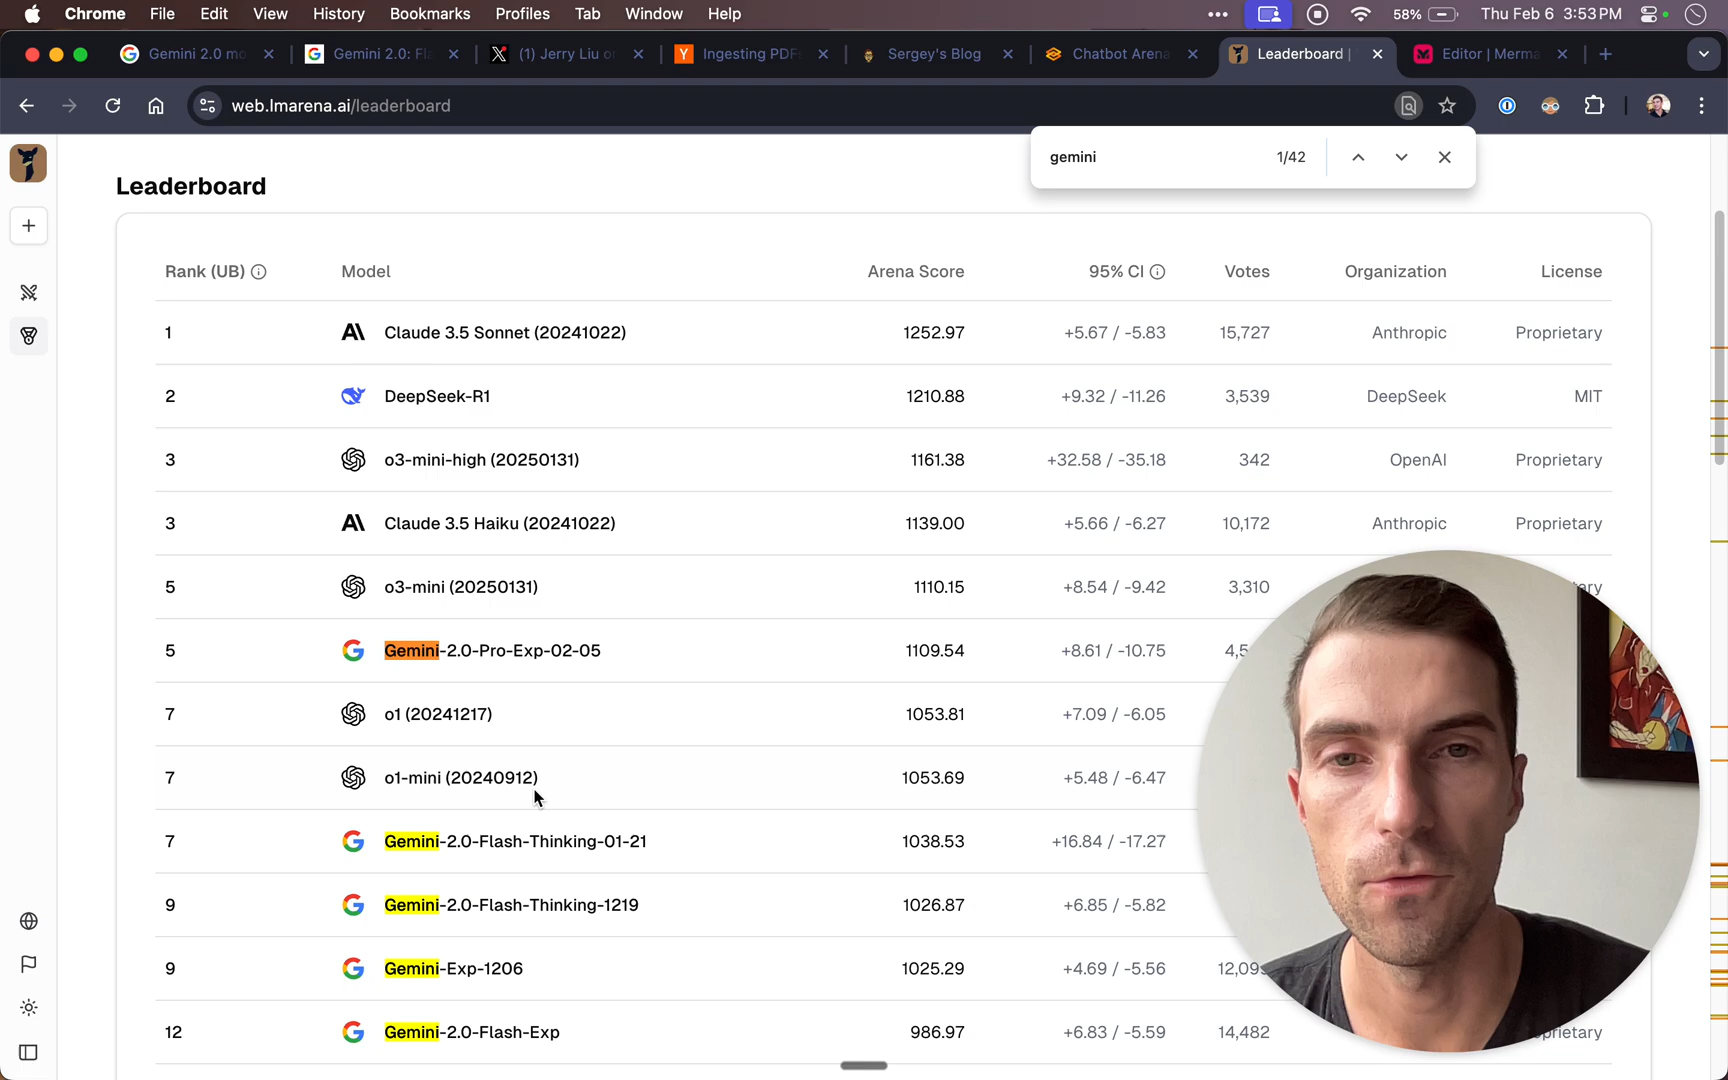 Chrome File Edit View History Bookmarks Profiles Tab Window Help 58% Thu Feb 6 3:53 PM
Gemini 2.0 mo Gemini 2.0: Fl (1) Jerry Liu on Ingesting PDFs Sergey's Blog Chatbot Arena Leaderboard | Editor | Merma
web.lmarena.ai/leaderboard
gemini 1/42
Leaderboard
Rank (UB) Model Arena Score 95% CI Votes Organization License
1 Claude 3.5 Sonnet (20241022) 1252.97 +5.67 / -5.83 15,727 Anthropic Proprietary
2 DeepSeek-R1 1210.88 +9.32 / -11.26 3,539 DeepSeek MIT
3 o3-mini-high (20250131) 1161.38 +32.58 / -35.18 342 OpenAI Proprietary
3 Claude 3.5 Haiku (20241022) 1139.00 +5.66 / -6.27 10,172 Anthropic Proprietary
5 o3-mini (20250131) 1110.15 +8.54 / -9.42 3,310
5 Gemini-2.0-Pro-Exp-02-05 1109.54 +8.61 / -10.75
7 o1 (20241217) 1053.81 +7.09 / -6.05
7 o1-mini (20240912) 1053.69 +5.48 / -6.47
7 Gemini-2.0-Flash-Thinking-01-21 1038.53 +16.84 / -17.27
9 Gemini-2.0-Flash-Thinking-1219 1026.87 +6.85 / -5.82
9 Gemini-Exp-1206 1025.29 +4.69 / -5.56
12 Gemini-2.0-Flash-Exp 986.97 +6.83 / -5.59 14,482